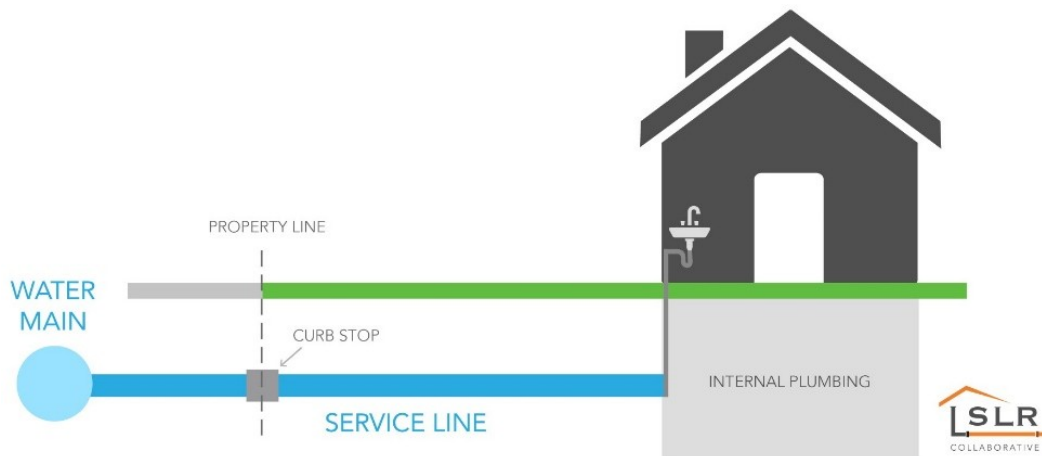 PROPERTY LINE
WATER
MAIN
CURB STOP
SERVICE LINE
INTERNAL PLUMBING
LSLR
COLLABORATIVE